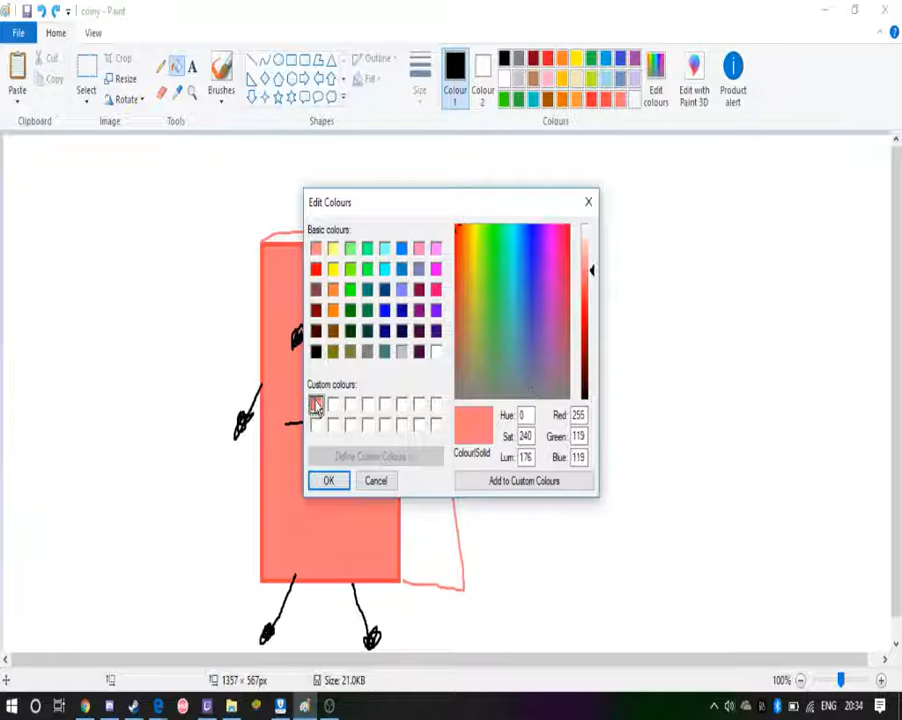 coiny - Paint
File Home View
Paste
Cut
Copy
Clipboard
Select
Crop
Resize
Rotate
Image
A
Tools
Brushes
Shapes
Outline
Fill
Size
Colour 1
Colour 2
Edit colours
Edit with Paint 3D
Product alert
Colours
Edit Colours
Basic colours:
Custom colours:
Define Custom Colours >>
OK
Cancel
Colour|Solid
Hue: 0
Sat: 240
Lum: 176
Red: 255
Green: 119
Blue: 119
Add to Custom Colours
1357 × 567px
Size: 21.0KB
100%
ENG
20:34